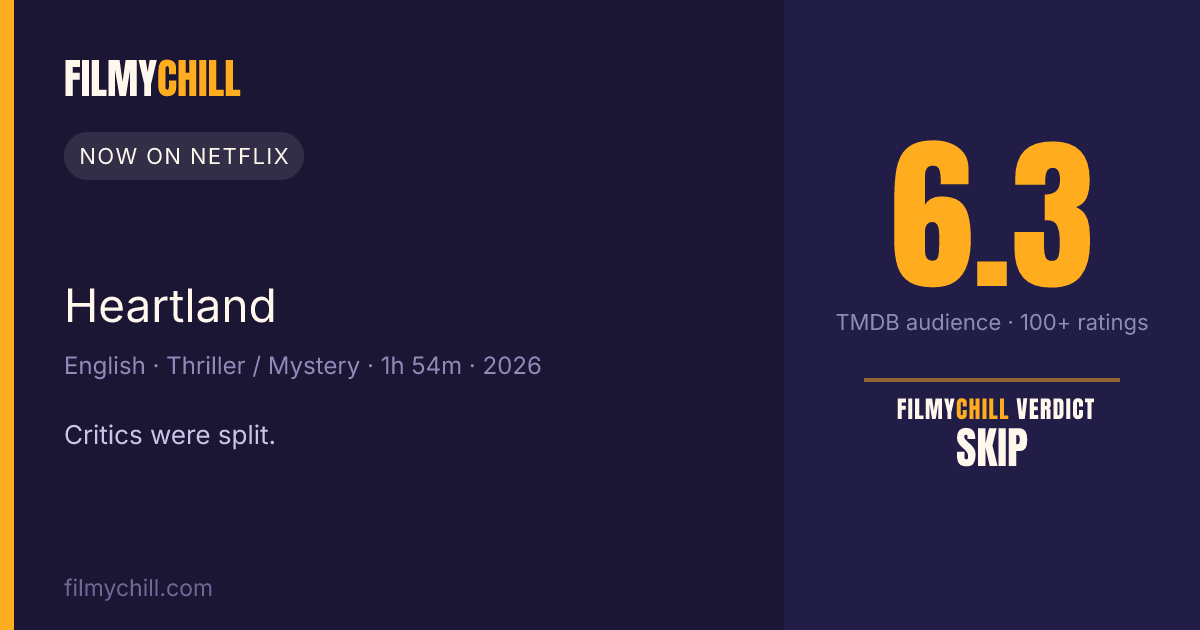 FILMYCHILL
NOW ON NETFLIX
Heartland
English · Thriller / Mystery · 1h 54m · 2026
Critics were split.
filmychill.com
6.3
TMDB audience · 100+ ratings
FILMYCHILL VERDICT
SKIP